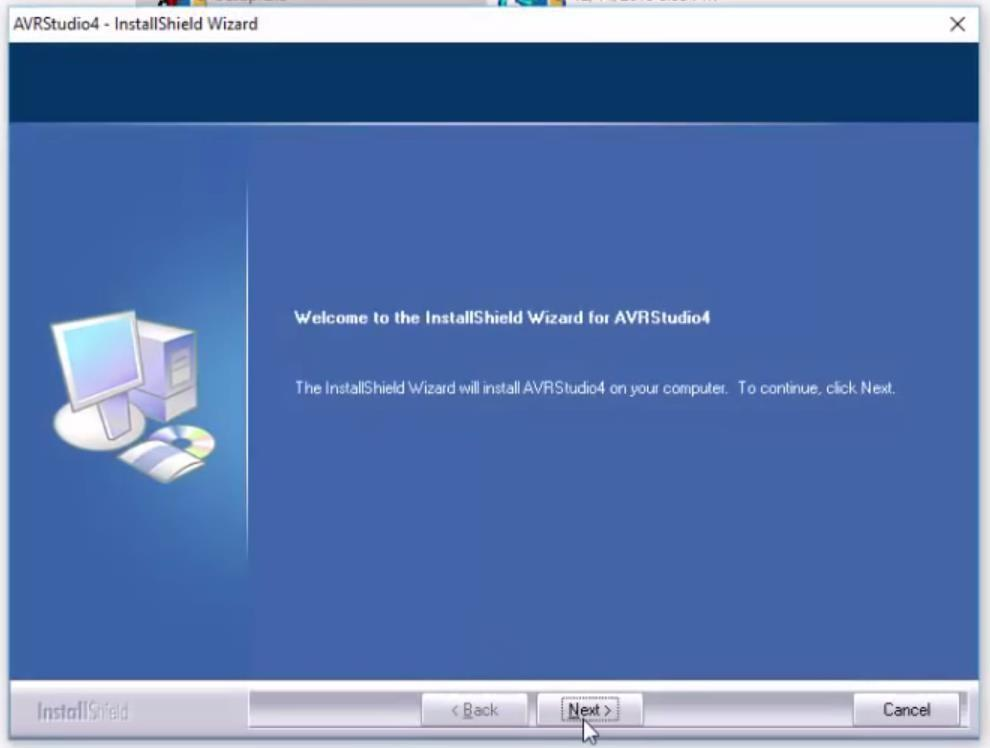 AVRStudio4 - InstallShield Wizard
Welcome to the InstallShield Wizard for AVRStudio4
The InstallShield Wizard will install AVRStudio4 on your computer. To continue, click Next.
InstallShield
< Back
Next >
Cancel